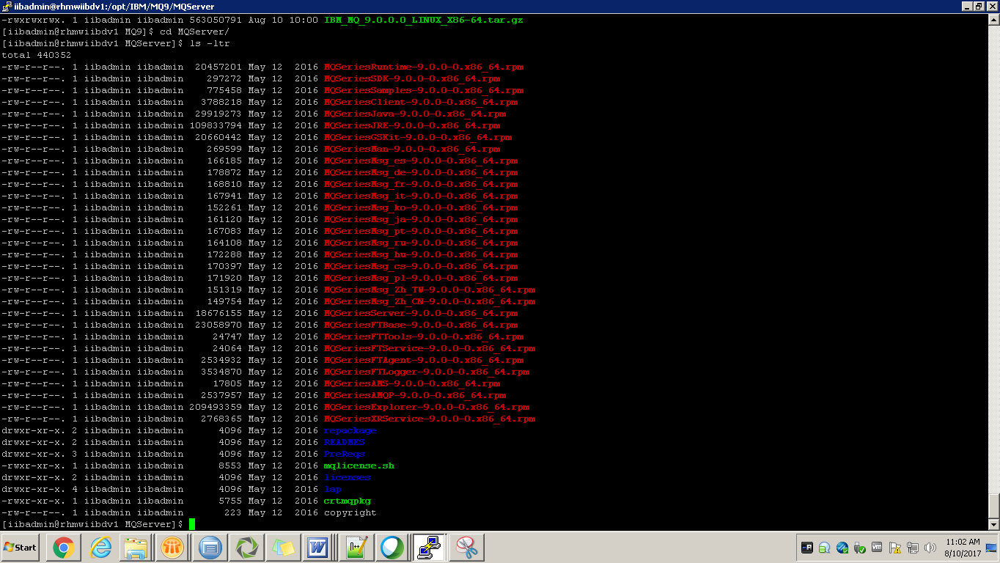 iibadmin@rhmwiibdv1:/opt/IBM/MQ9/MQServer
-rwxrwxrwx. 1 iibadmin iibadmin 563050791 Aug 10 10:00 IBM_MQ_9.0.0.0_LINUX_X86-64.tar.gz
[iibadmin@rhmwiibdv1 MQ9]$ cd MQServer/
[iibadmin@rhmwiibdv1 MQServer]$ ls -ltr
total 440352
-rw-r--r--. 1 iibadmin iibadmin  20457201 May 12  2016 MQSeriesRuntime-9.0.0-0.x86_64.rpm
-rw-r--r--. 1 iibadmin iibadmin    297272 May 12  2016 MQSeriesSDK-9.0.0-0.x86_64.rpm
-rw-r--r--. 1 iibadmin iibadmin    775458 May 12  2016 MQSeriesSamples-9.0.0-0.x86_64.rpm
-rw-r--r--. 1 iibadmin iibadmin   3788218 May 12  2016 MQSeriesClient-9.0.0-0.x86_64.rpm
-rw-r--r--. 1 iibadmin iibadmin  29919273 May 12  2016 MQSeriesJava-9.0.0-0.x86_64.rpm
-rw-r--r--. 1 iibadmin iibadmin 109833794 May 12  2016 MQSeriesJRE-9.0.0-0.x86_64.rpm
-rw-r--r--. 1 iibadmin iibadmin  20660442 May 12  2016 MQSeriesGSKit-9.0.0-0.x86_64.rpm
-rw-r--r--. 1 iibadmin iibadmin    269599 May 12  2016 MQSeriesMan-9.0.0-0.x86_64.rpm
-rw-r--r--. 1 iibadmin iibadmin    166185 May 12  2016 MQSeriesMsg_es-9.0.0-0.x86_64.rpm
-rw-r--r--. 1 iibadmin iibadmin    178872 May 12  2016 MQSeriesMsg_de-9.0.0-0.x86_64.rpm
-rw-r--r--. 1 iibadmin iibadmin    168810 May 12  2016 MQSeriesMsg_fr-9.0.0-0.x86_64.rpm
-rw-r--r--. 1 iibadmin iibadmin    167941 May 12  2016 MQSeriesMsg_it-9.0.0-0.x86_64.rpm
-rw-r--r--. 1 iibadmin iibadmin    152261 May 12  2016 MQSeriesMsg_ko-9.0.0-0.x86_64.rpm
-rw-r--r--. 1 iibadmin iibadmin    161120 May 12  2016 MQSeriesMsg_ja-9.0.0-0.x86_64.rpm
-rw-r--r--. 1 iibadmin iibadmin    167083 May 12  2016 MQSeriesMsg_pt-9.0.0-0.x86_64.rpm
-rw-r--r--. 1 iibadmin iibadmin    164108 May 12  2016 MQSeriesMsg_ru-9.0.0-0.x86_64.rpm
-rw-r--r--. 1 iibadmin iibadmin    172288 May 12  2016 MQSeriesMsg_hu-9.0.0-0.x86_64.rpm
-rw-r--r--. 1 iibadmin iibadmin    170397 May 12  2016 MQSeriesMsg_cs-9.0.0-0.x86_64.rpm
-rw-r--r--. 1 iibadmin iibadmin    171920 May 12  2016 MQSeriesMsg_pl-9.0.0-0.x86_64.rpm
-rw-r--r--. 1 iibadmin iibadmin    151319 May 12  2016 MQSeriesMsg_Zh_TW-9.0.0-0.x86_64.rpm
-rw-r--r--. 1 iibadmin iibadmin    149754 May 12  2016 MQSeriesMsg_Zh_CN-9.0.0-0.x86_64.rpm
-rw-r--r--. 1 iibadmin iibadmin  18676155 May 12  2016 MQSeriesServer-9.0.0-0.x86_64.rpm
-rw-r--r--. 1 iibadmin iibadmin  23058970 May 12  2016 MQSeriesFTBase-9.0.0-0.x86_64.rpm
-rw-r--r--. 1 iibadmin iibadmin     24747 May 12  2016 MQSeriesFTTools-9.0.0-0.x86_64.rpm
-rw-r--r--. 1 iibadmin iibadmin     24064 May 12  2016 MQSeriesFTService-9.0.0-0.x86_64.rpm
-rw-r--r--. 1 iibadmin iibadmin   2534932 May 12  2016 MQSeriesFTAgent-9.0.0-0.x86_64.rpm
-rw-r--r--. 1 iibadmin iibadmin   3534870 May 12  2016 MQSeriesFTLogger-9.0.0-0.x86_64.rpm
-rw-r--r--. 1 iibadmin iibadmin     17805 May 12  2016 MQSeriesAMS-9.0.0-0.x86_64.rpm
-rw-r--r--. 1 iibadmin iibadmin   2537957 May 12  2016 MQSeriesAMQP-9.0.0-0.x86_64.rpm
-rw-r--r--. 1 iibadmin iibadmin 209493359 May 12  2016 MQSeriesExplorer-9.0.0-0.x86_64.rpm
-rw-r--r--. 1 iibadmin iibadmin   2768365 May 12  2016 MQSeriesXRService-9.0.0-0.x86_64.rpm
drwxr-xr-x. 2 iibadmin iibadmin      4096 May 12  2016 repackage
drwxr-xr-x. 2 iibadmin iibadmin      4096 May 12  2016 READMES
drwxr-xr-x. 3 iibadmin iibadmin      4096 May 12  2016 PreReqs
-rwxr-xr-x. 1 iibadmin iibadmin      8553 May 12  2016 mqlicense.sh
drwxr-xr-x. 2 iibadmin iibadmin      4096 May 12  2016 licenses
drwxr-xr-x. 4 iibadmin iibadmin      4096 May 12  2016 lap
-rwxr-xr-x. 1 iibadmin iibadmin      5755 May 12  2016 crtmqpkg
-rw-r--r--. 1 iibadmin iibadmin       223 May 12  2016 copyright
[iibadmin@rhmwiibdv1 MQServer]$
Start
11:02 AM
8/10/2017